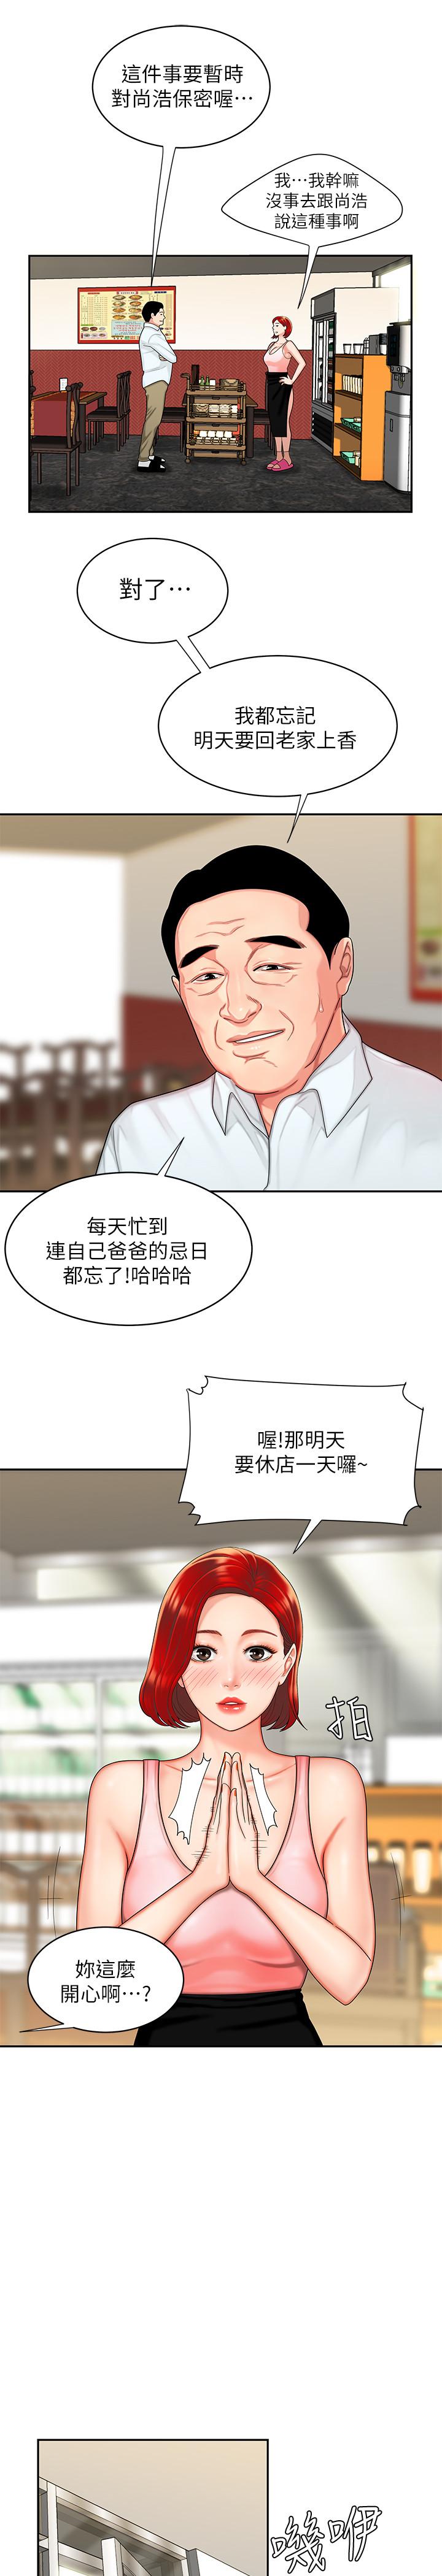 這件事要暫時
對尚浩保密喔…
我…我幹嘛
沒事去跟尚浩
說這種事啊
對了…
我都忘記
明天要回老家上香
每天忙到
連自己爸爸的忌日
都忘了!哈哈哈
喔!那明天
要休店一天囉~
拍
妳這麼
開心啊…?
嘰咿